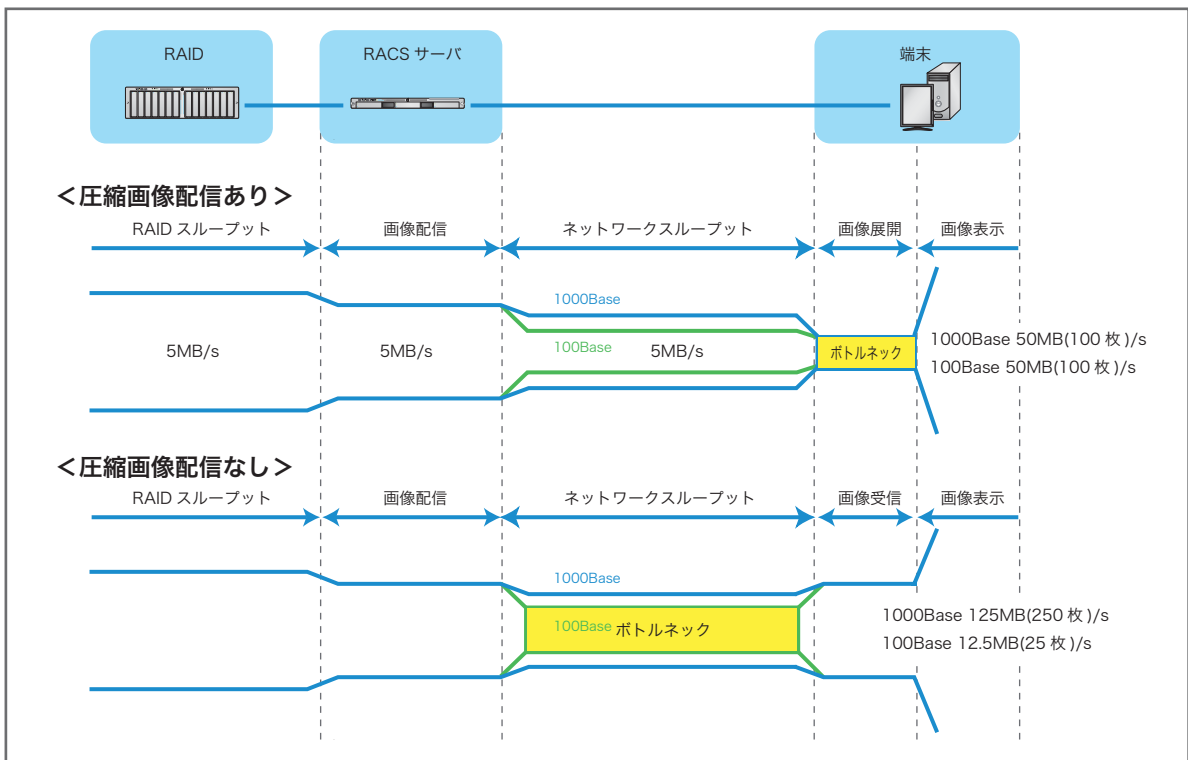 RAID
RACS サーバ
端末
＜圧縮画像配信あり＞
RAID スループット
画像配信
ネットワークスループット
画像展開
画像表示
1000Base
5MB/s
5MB/s
100Base
5MB/s
ボトルネック
1000Base 50MB(100 枚 )/s
100Base 50MB(100 枚 )/s
＜圧縮画像配信なし＞
RAID スループット
画像配信
ネットワークスループット
画像受信
画像表示
1000Base
100Base ボトルネック
1000Base 125MB(250 枚 )/s
100Base 12.5MB(25 枚 )/s